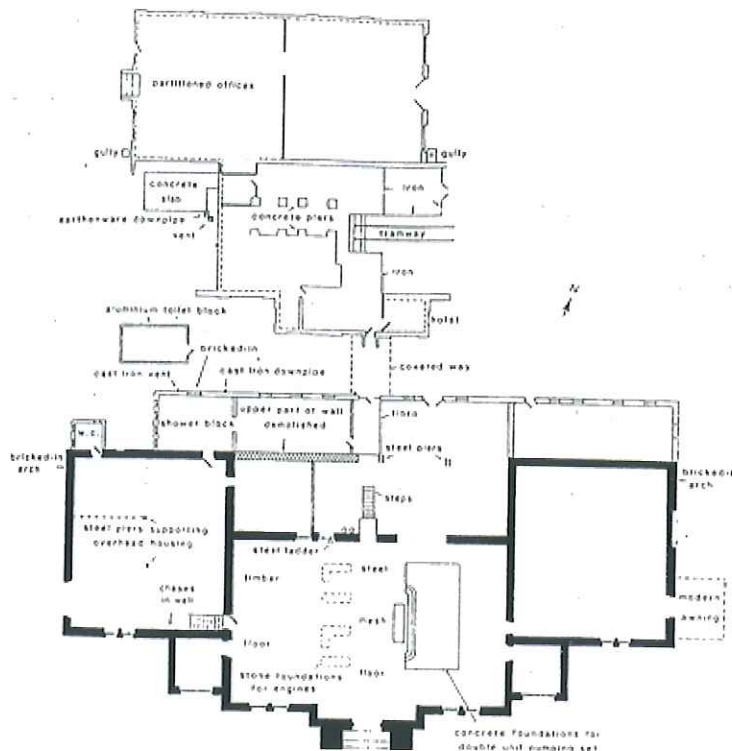 partitioned offices
gully
gully
concrete
slab
iron
concrete piers
earthenware downpipe
vent
tramway
iron
N
aluminium toilet block
hoist
bricked-in
cast iron vent
cast iron downpipe
covered way
shower block
upper part of wall
demolished
steel piers
w.c.
bricked-in
arch
bricked-in
arch
steps
steel piers supporting
overhead housing
steel ladder
timber
steel
chases
in wall
mesh
modern
awning
floor
floor
stone foundations
for engines
concrete foundations for
double unit pumping set